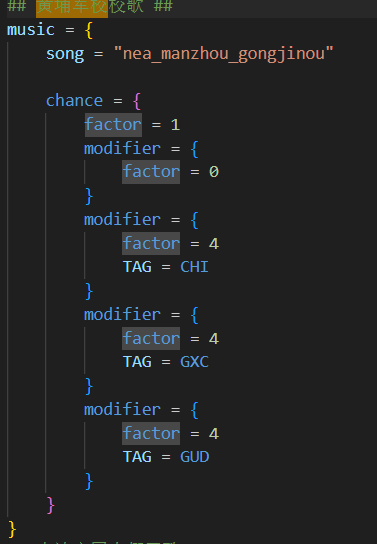 ## 黄埔军校校歌 ##
music = {
song = "nea_manzhou_gongjinou"
chance = {
factor = 1
modifier = {
factor = 0
}
modifier = {
factor = 4
TAG = CHI
}
modifier = {
factor = 4
TAG = GXC
}
modifier = {
factor = 4
TAG = GUD
}
}
}